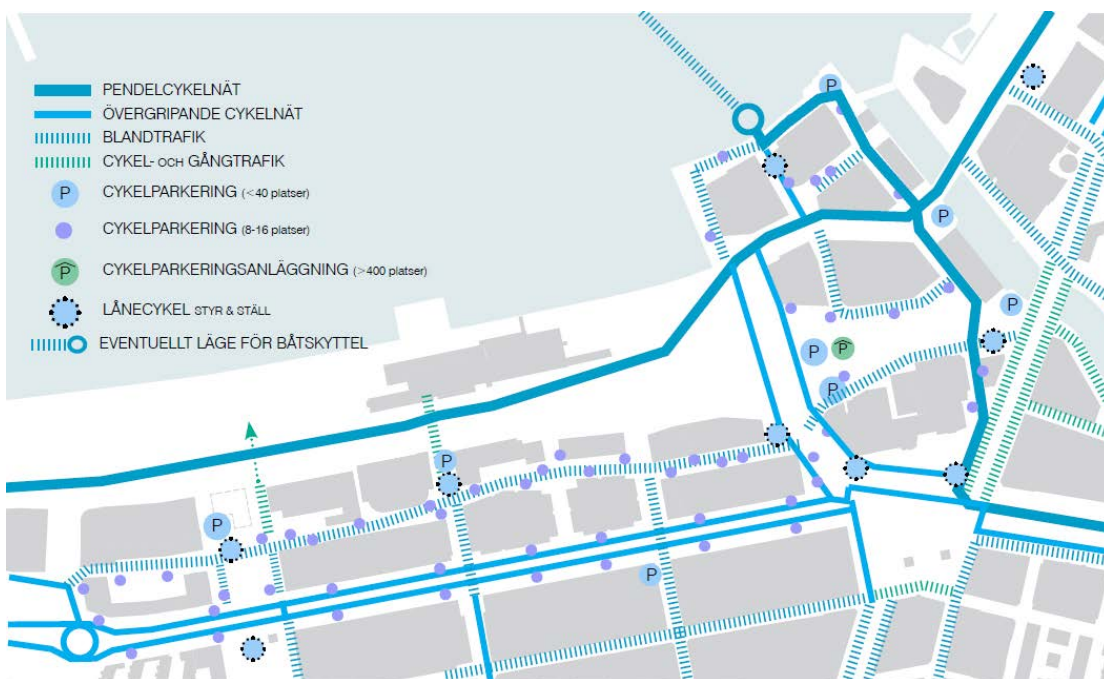 PENDELCYKELNÄT
ÖVERGRIPANDE CYKELNÄT
BLANDTRAFIK
CYKEL- OCH GÅNGTRAFIK
P CYKELPARKERING (<40 platser)
CYKELPARKERING (8-16 platser)
P CYKELPARKERINGSANLÄGGNING (>400 platser)
LÅNECYKEL STYR & STÄLL
EVENTUELLT LÄGE FÖR BÅTSKYTTEL
P
P
P
P
P
P
P
P
P